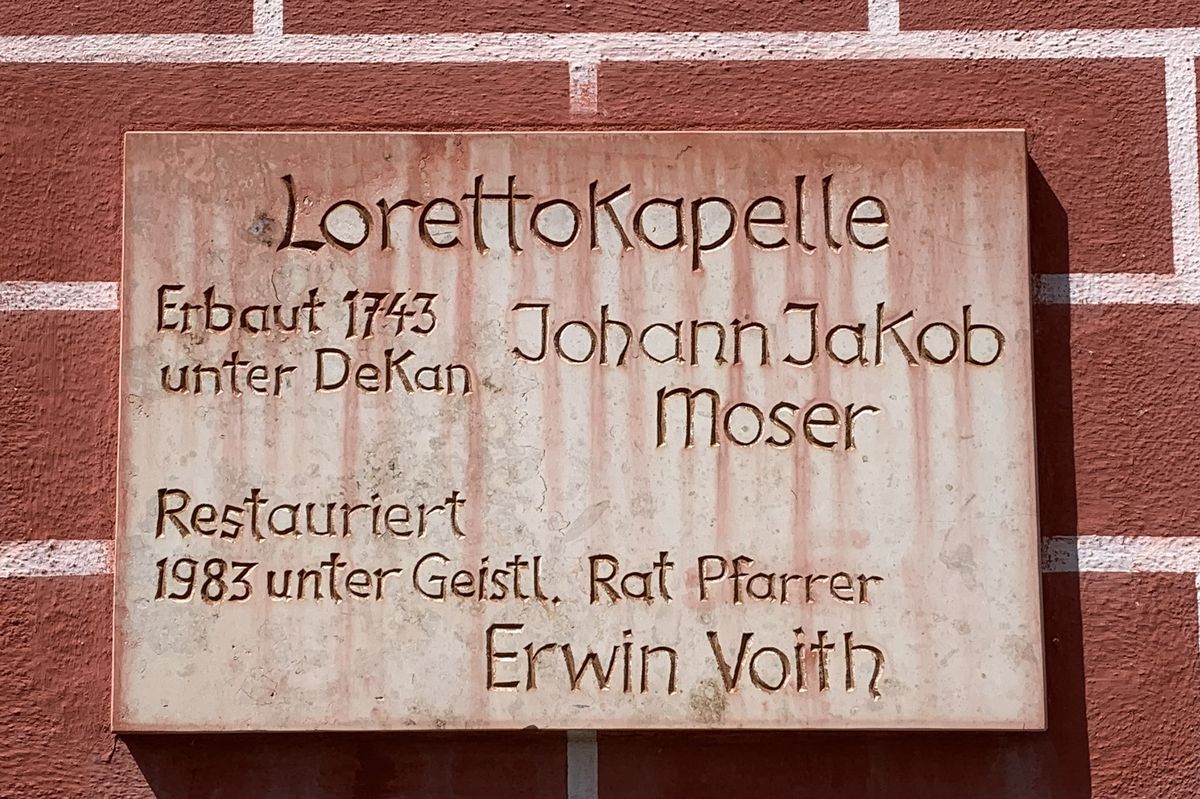 Lorettokapelle
Erbaut 1743
unter Dekan
Johann Jakob
Moser
Restauriert
1983 unter Geistl. Rat Pfarrer
Erwin Voith